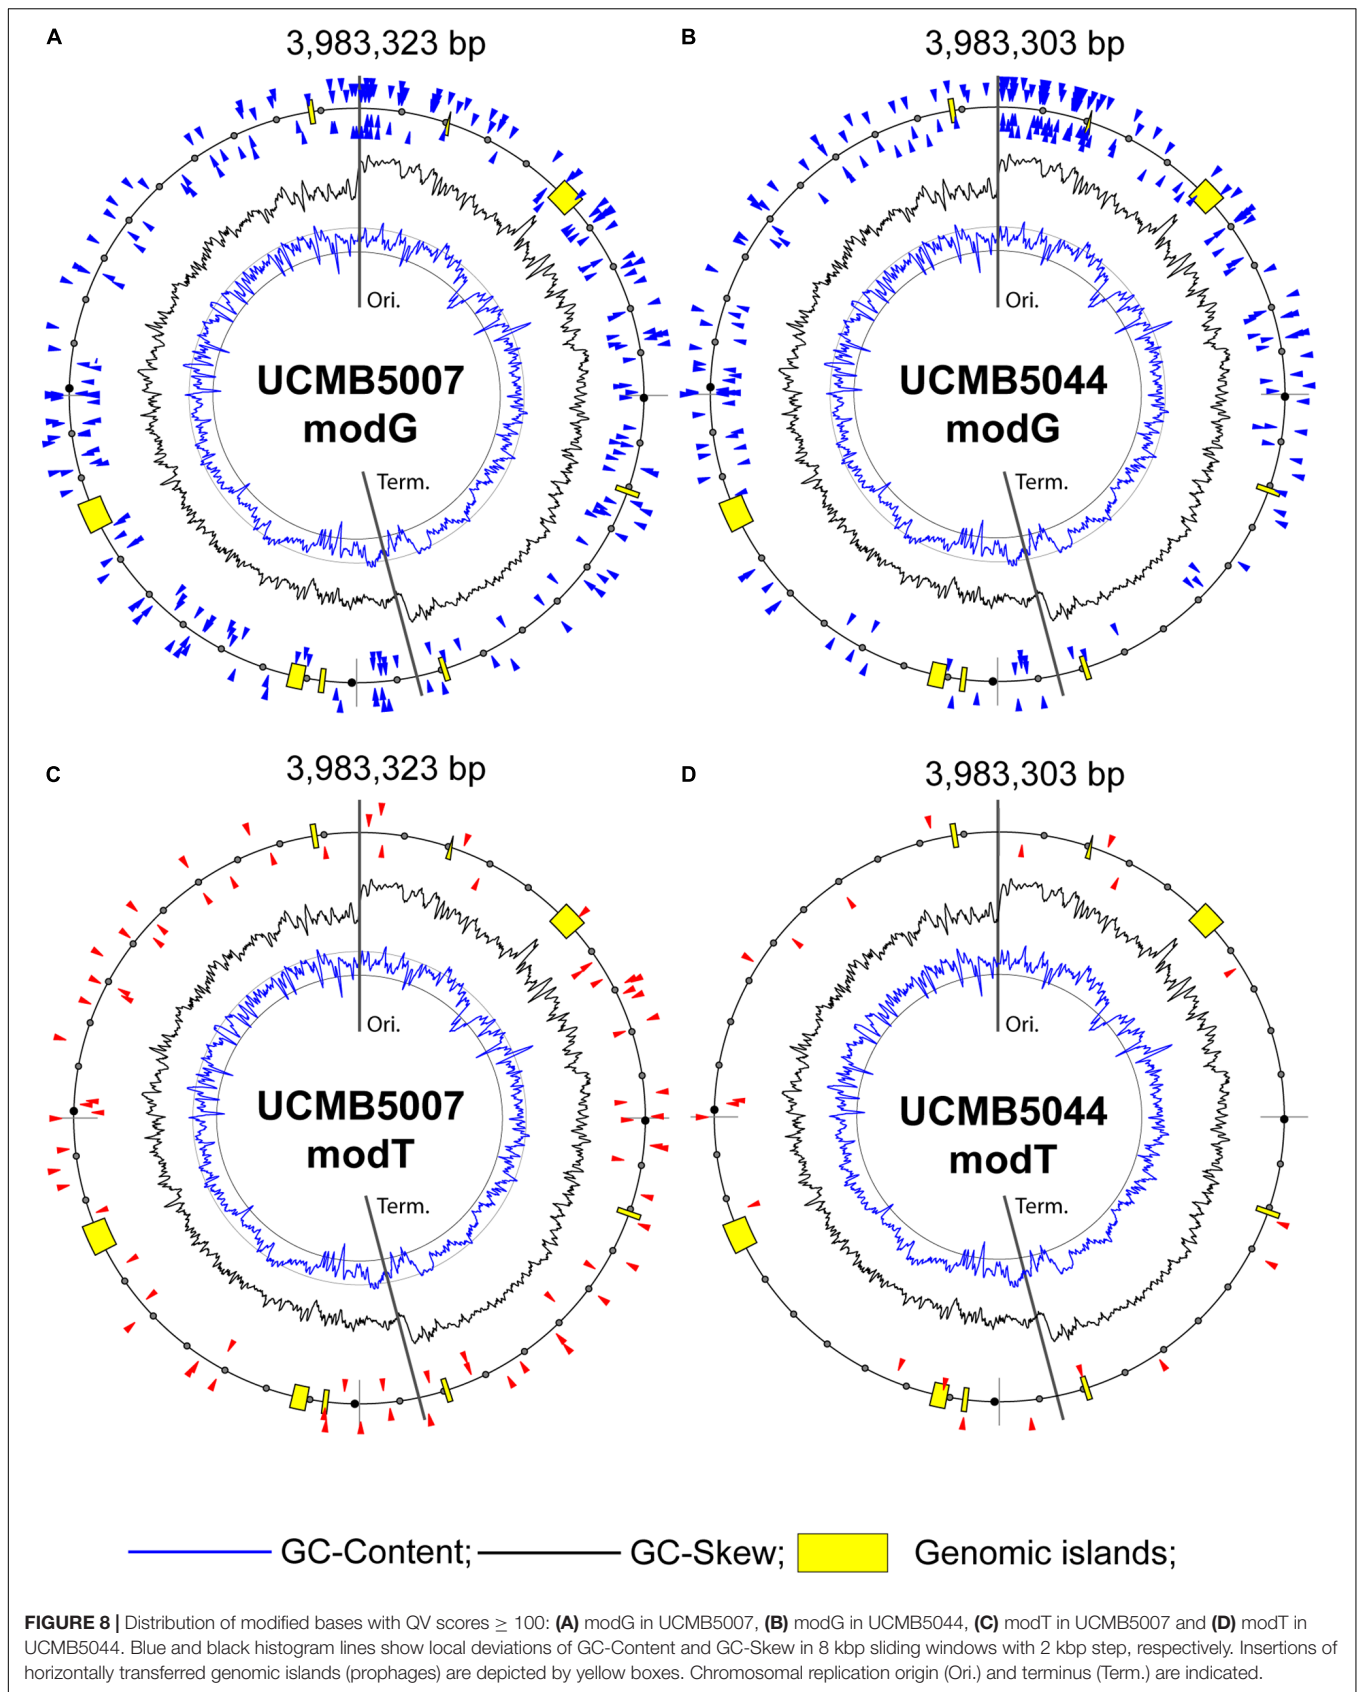 A
3,983,323 bp
Ori.
UCMB5007
modG
Term.
B
3,983,303 bp
Ori.
UCMB5044
modG
Term.
C
3,983,323 bp
Ori.
UCMB5007
modT
Term.
D
3,983,303 bp
Ori.
UCMB5044
modT
Term.
GC-Content; GC-Skew; Genomic islands;
FIGURE 8 | Distribution of modified bases with QV scores ≥ 100: (A) modG in UCMB5007, (B) modG in UCMB5044, (C) modT in UCMB5007 and (D) modT in
UCMB5044. Blue and black histogram lines show local deviations of GC-Content and GC-Skew in 8 kbp sliding windows with 2 kbp step, respectively. Insertions of
horizontally transferred genomic islands (prophages) are depicted by yellow boxes. Chromosomal replication origin (Ori.) and terminus (Term.) are indicated.